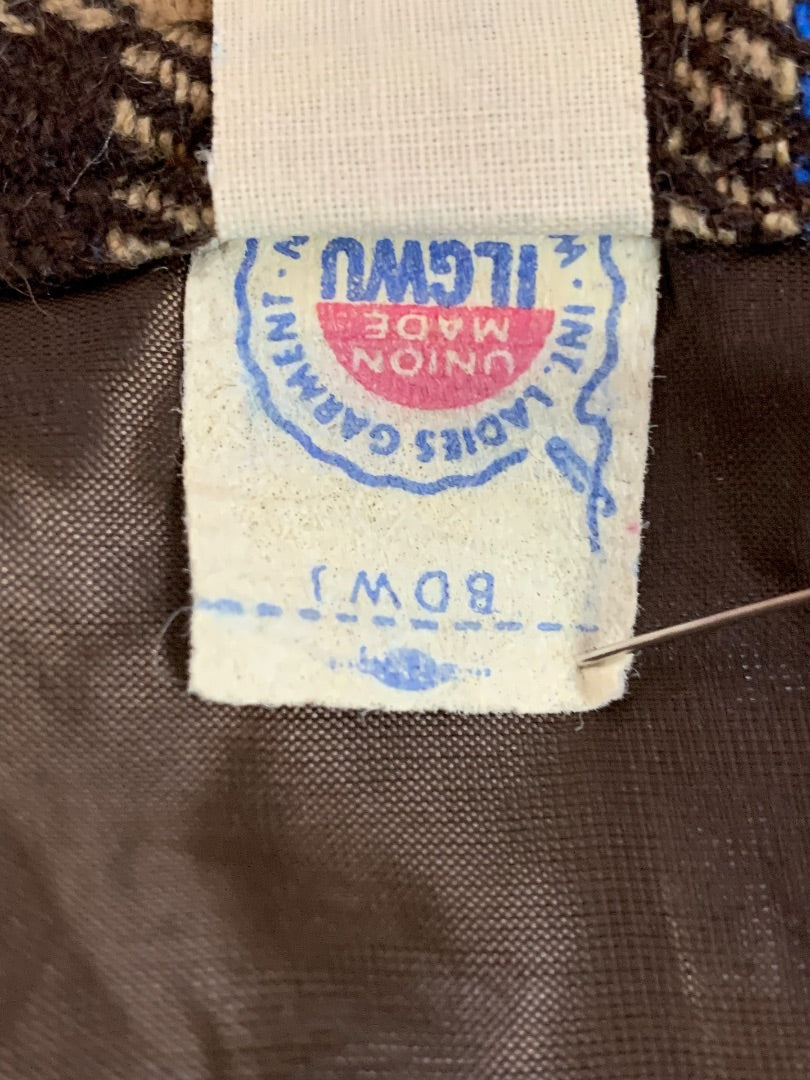 BDW J
INT. LADIES GARMENT
UNION
MADE
ILGWU